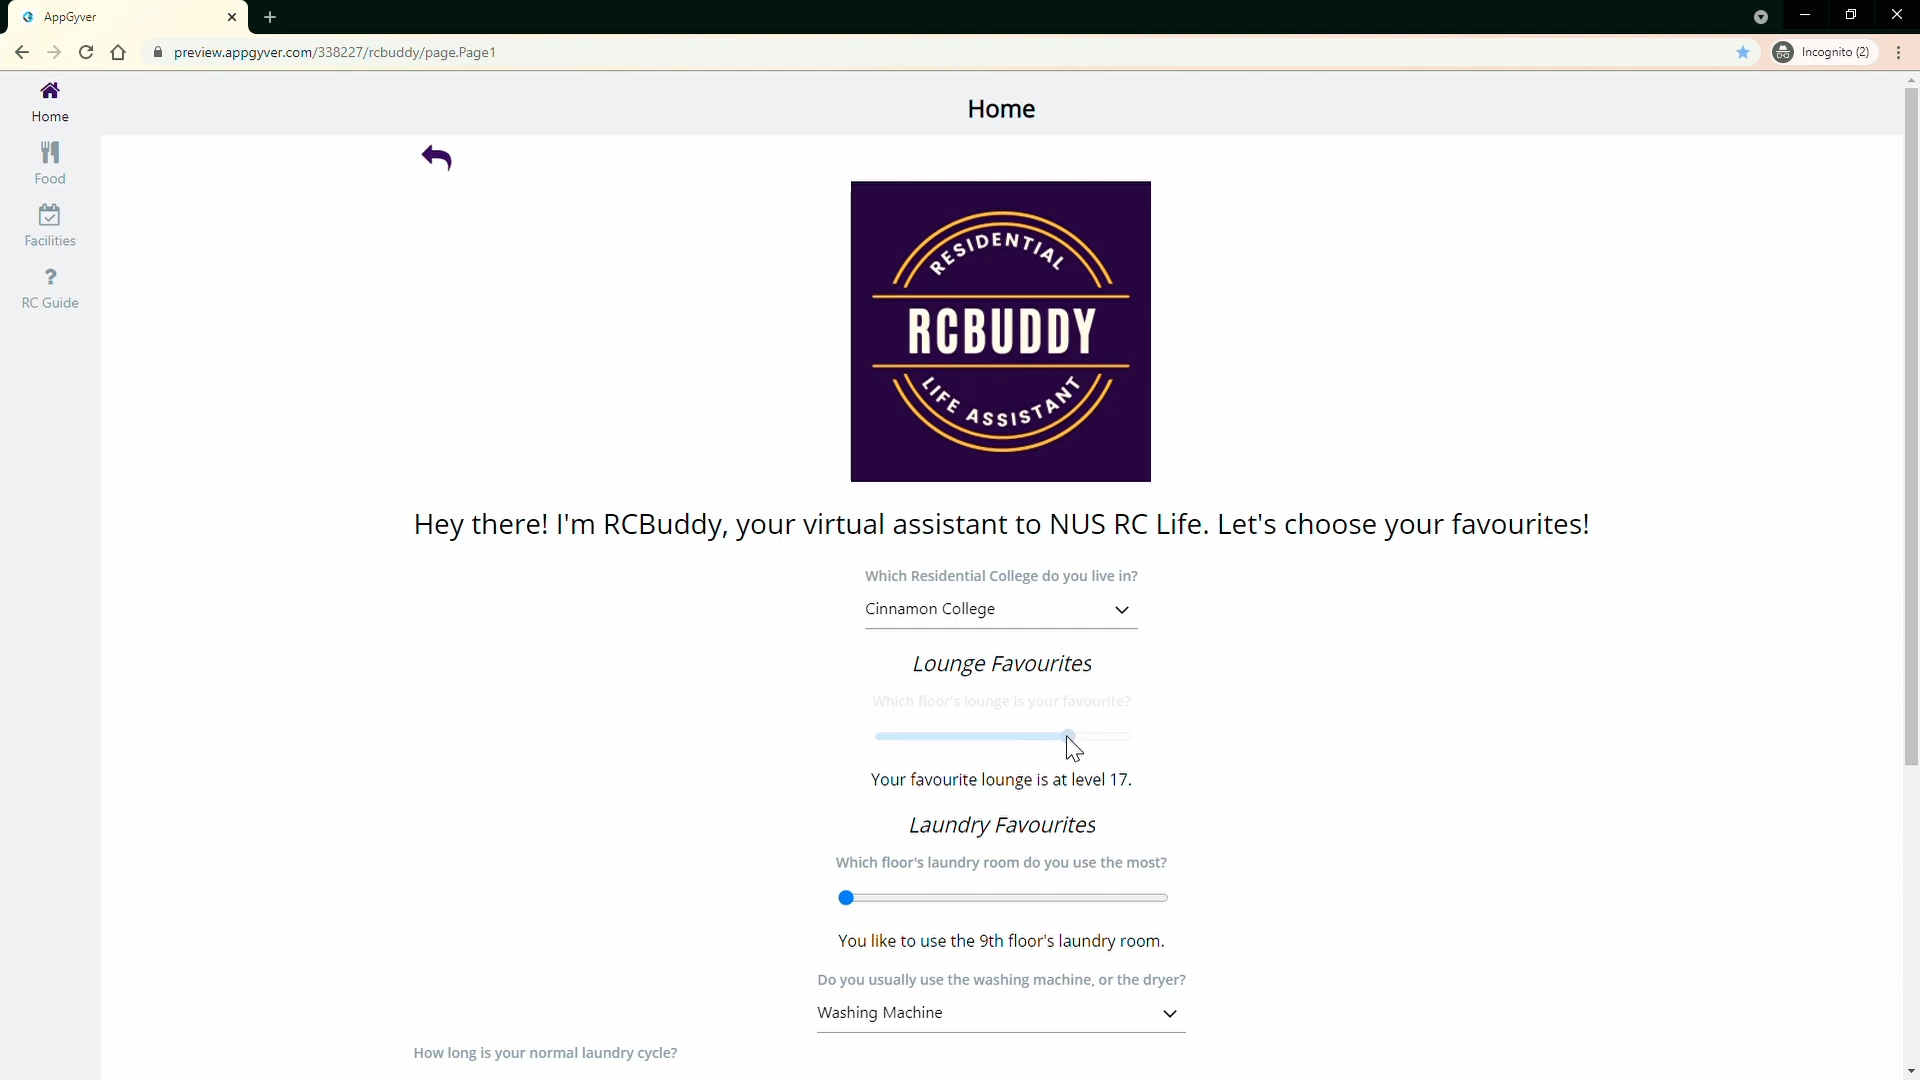 AppGyver
preview.appgyver.com/338227/rcbuddy/page.Page1
Incognito (2)
Home
Home
Food
Facilities
?
RC Guide
RESIDENTIAL
RCBUDDY
LIFE ASSISTANT
Hey there! I'm RCBuddy, your virtual assistant to NUS RC Life. Let's choose your favourites!
Which Residential College do you live in?
Cinnamon College
Lounge Favourites
Which floor's lounge is your favourite?
Your favourite lounge is at level 17.
Laundry Favourites
Which floor's laundry room do you use the most?
You like to use the 9th floor's laundry room.
Do you usually use the washing machine, or the dryer?
Washing Machine
How long is your normal laundry cycle?